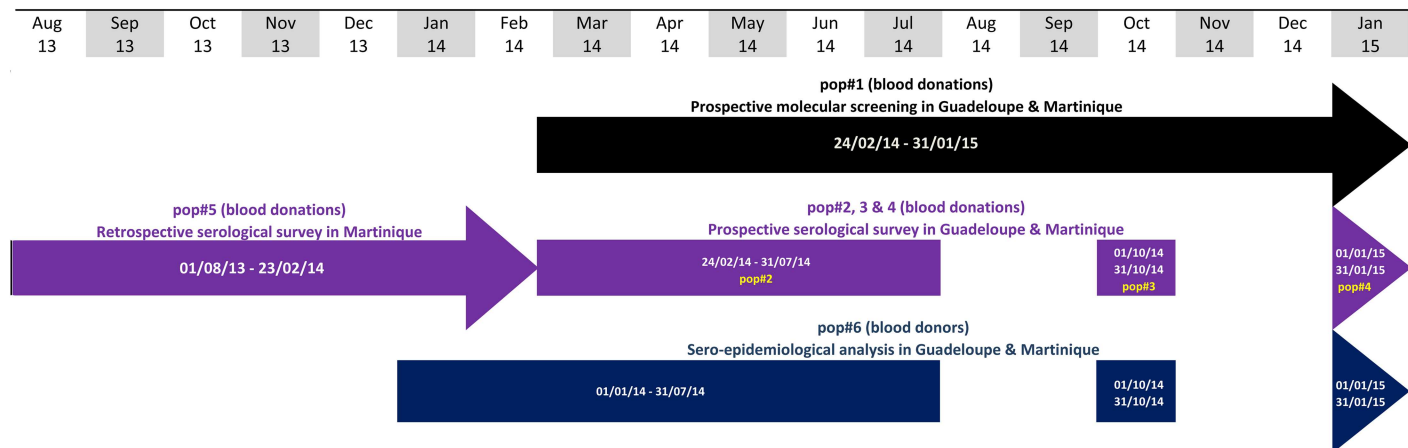 Aug Sep Oct Nov Dec Jan Feb Mar Apr May Jun Jul Aug Sep Oct Nov Dec Jan
13 13 13 13 13 14 14 14 14 14 14 14 14 14 14 14 14 15
pop#1 (blood donations)
Prospective molecular screening in Guadeloupe & Martinique
24/02/14 - 31/01/15
pop#5 (blood donations)
Retrospective serological survey in Martinique
01/08/13 - 23/02/14
pop#2, 3 & 4 (blood donations)
Prospective serological survey in Guadeloupe & Martinique
24/02/14 - 31/07/14
pop#2
01/10/14
31/10/14
pop#3
01/01/15
31/01/15
pop#4
pop#6 (blood donors)
Sero-epidemiological analysis in Guadeloupe & Martinique
01/01/14 - 31/07/14
01/10/14
31/10/14
01/01/15
31/01/15